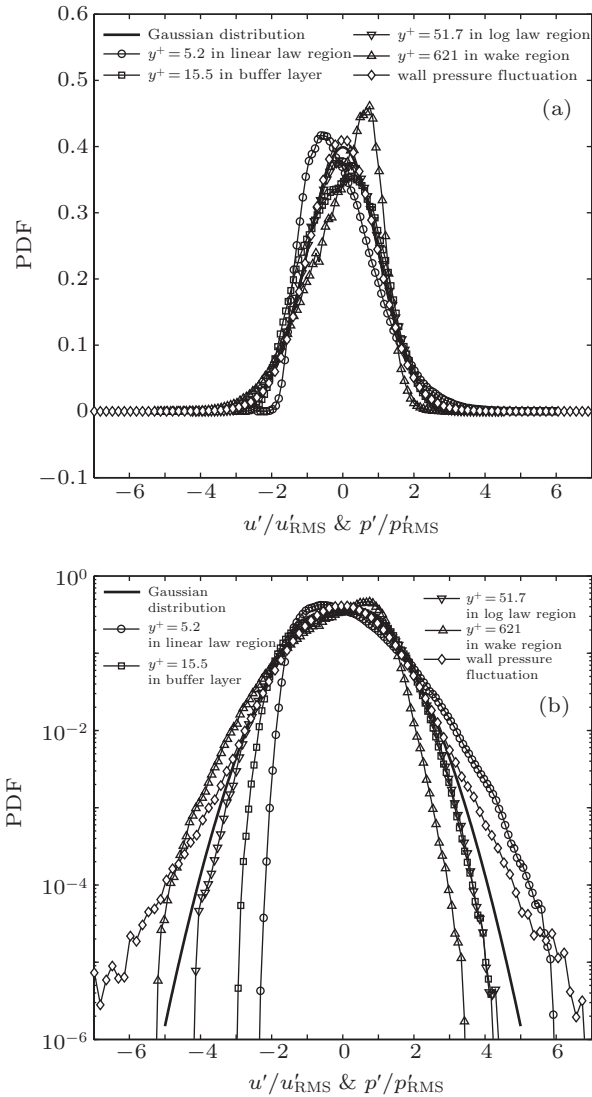 Gaussian distribution
y⁺=5.2 in linear law region
y⁺=15.5 in buffer layer
y⁺=51.7 in log law region
y⁺=621 in wake region
wall pressure fluctuation
(a)
0.6
0.5
0.4
0.3
0.2
0.1
0
−0.1
PDF
−6 −4 −2 0 2 4 6
u′/u′RMS & p′/p′RMS
Gaussian
distribution
y⁺=5.2
in linear law region
y⁺=15.5
in buffer layer
y⁺=51.7
in log law region
y⁺=621
in wake region
wall pressure
fluctuation
(b)
10⁰
10⁻²
10⁻⁴
10⁻⁶
PDF
−6 −4 −2 0 2 4 6
u′/u′RMS & p′/p′RMS